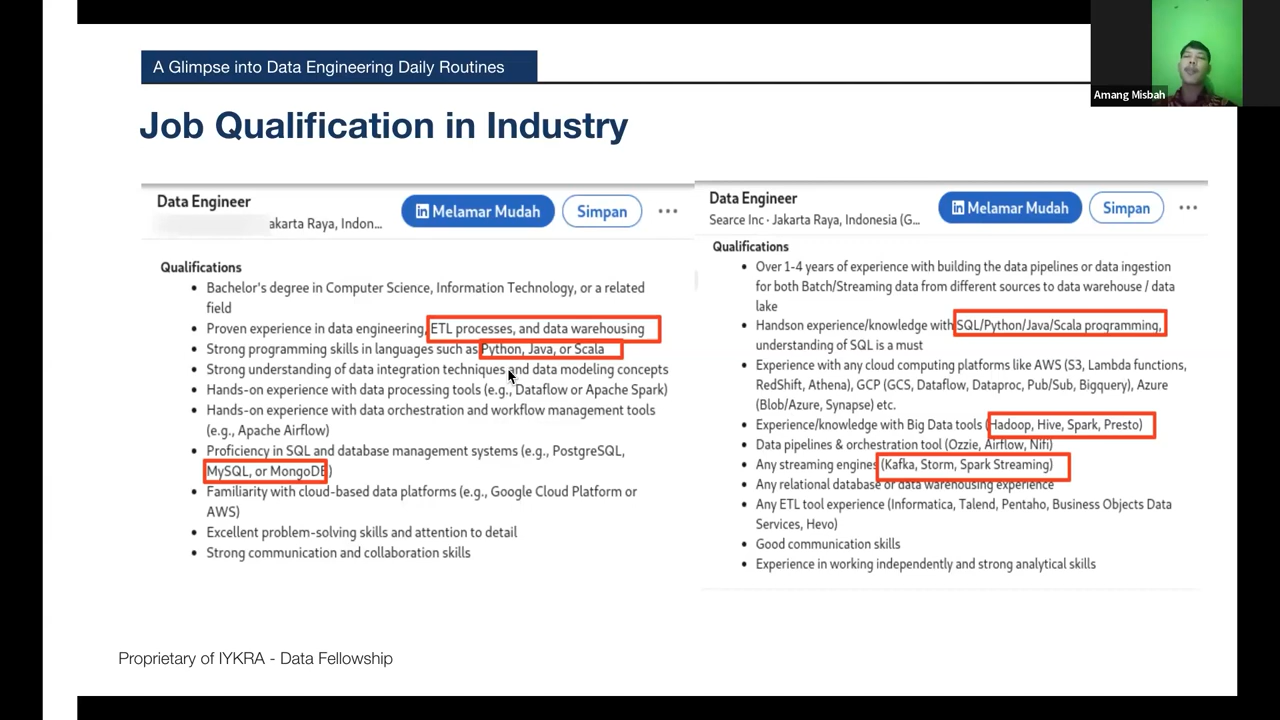 A Glimpse into Data Engineering Daily Routines
Amang Misbah
Job Qualification in Industry
Data Engineer
akarta Raya, Indon...
in Melamar Mudah
Simpan
Qualifications
• Bachelor's degree in Computer Science, Information Technology, or a related
field
• Proven experience in data engineering, ETL processes, and data warehousing
• Strong programming skills in languages such as Python, Java, or Scala
• Strong understanding of data integration techniques and data modeling concepts
• Hands-on experience with data processing tools (e.g., Dataflow or Apache Spark)
• Hands-on experience with data orchestration and workflow management tools
(e.g., Apache Airflow)
• Proficiency in SQL and database management systems (e.g., PostgreSQL,
MySQL, or MongoDB)
• Familiarity with cloud-based data platforms (e.g., Google Cloud Platform or
AWS)
• Excellent problem-solving skills and attention to detail
• Strong communication and collaboration skills
Data Engineer
Searce Inc · Jakarta Raya, Indonesia (G...
in Melamar Mudah
Simpan
Qualifications
• Over 1-4 years of experience with building the data pipelines or data ingestion
for both Batch/Streaming data from different sources to data warehouse / data
lake
• Handson experience/knowledge with SQL/Python/Java/Scala programming,
understanding of SQL is a must
• Experience with any cloud computing platforms like AWS (S3, Lambda functions,
RedShift, Athena), GCP (GCS, Dataflow, Dataproc, Pub/Sub, Bigquery), Azure
(Blob/Azure, Synapse) etc.
• Experience/knowledge with Big Data tools (Hadoop, Hive, Spark, Presto)
• Data pipelines & orchestration tool (Ozzie, Airflow, Nifi)
• Any streaming engines (Kafka, Storm, Spark Streaming)
• Any relational database or data warehousing experience
• Any ETL tool experience (Informatica, Talend, Pentaho, Business Objects Data
Services, Hevo)
• Good communication skills
• Experience in working independently and strong analytical skills
Proprietary of IYKRA - Data Fellowship